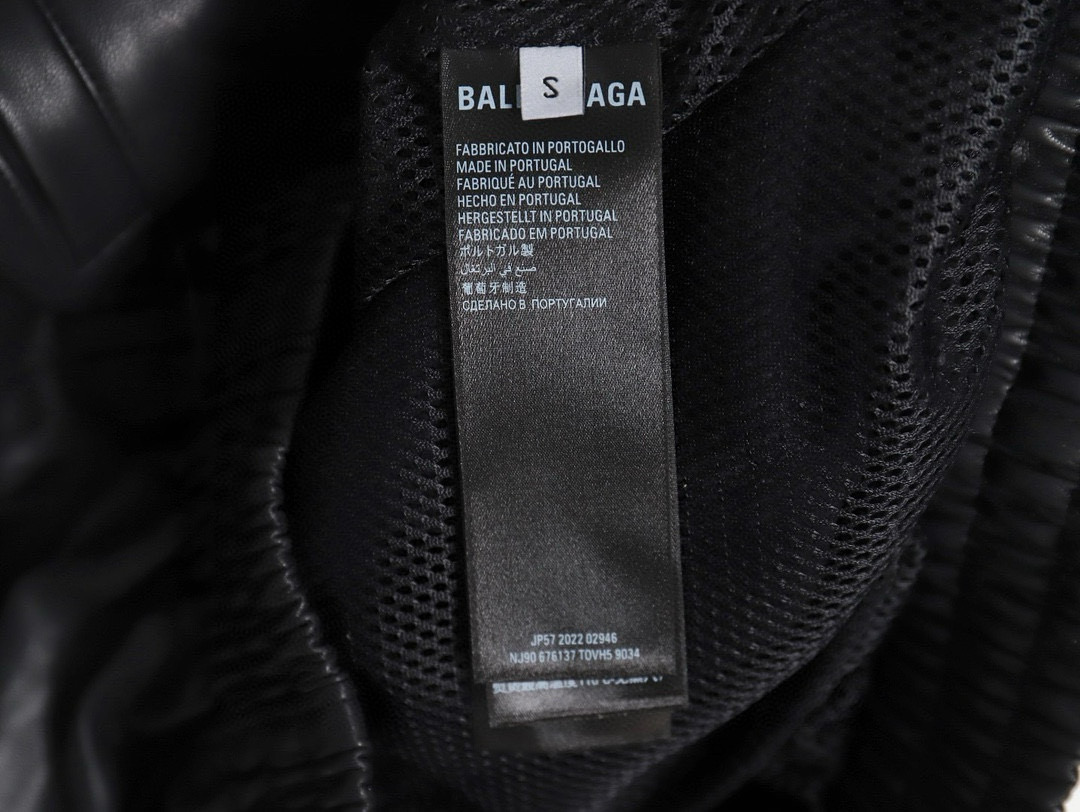 BAL AGA
S
FABBRICATO IN PORTOGALLO
MADE IN PORTUGAL
FABRIQUÉ AU PORTUGAL
HECHO EN PORTUGAL
HERGESTELLT IN PORTUGAL
FABRICADO EM PORTUGAL
ポルトガル製
صنع في البرتغال
葡萄牙制造
СДЕЛАНО В ПОРТУГАЛИИ
JP57 2022 02946
NJ90 676137 TOVH5 9034